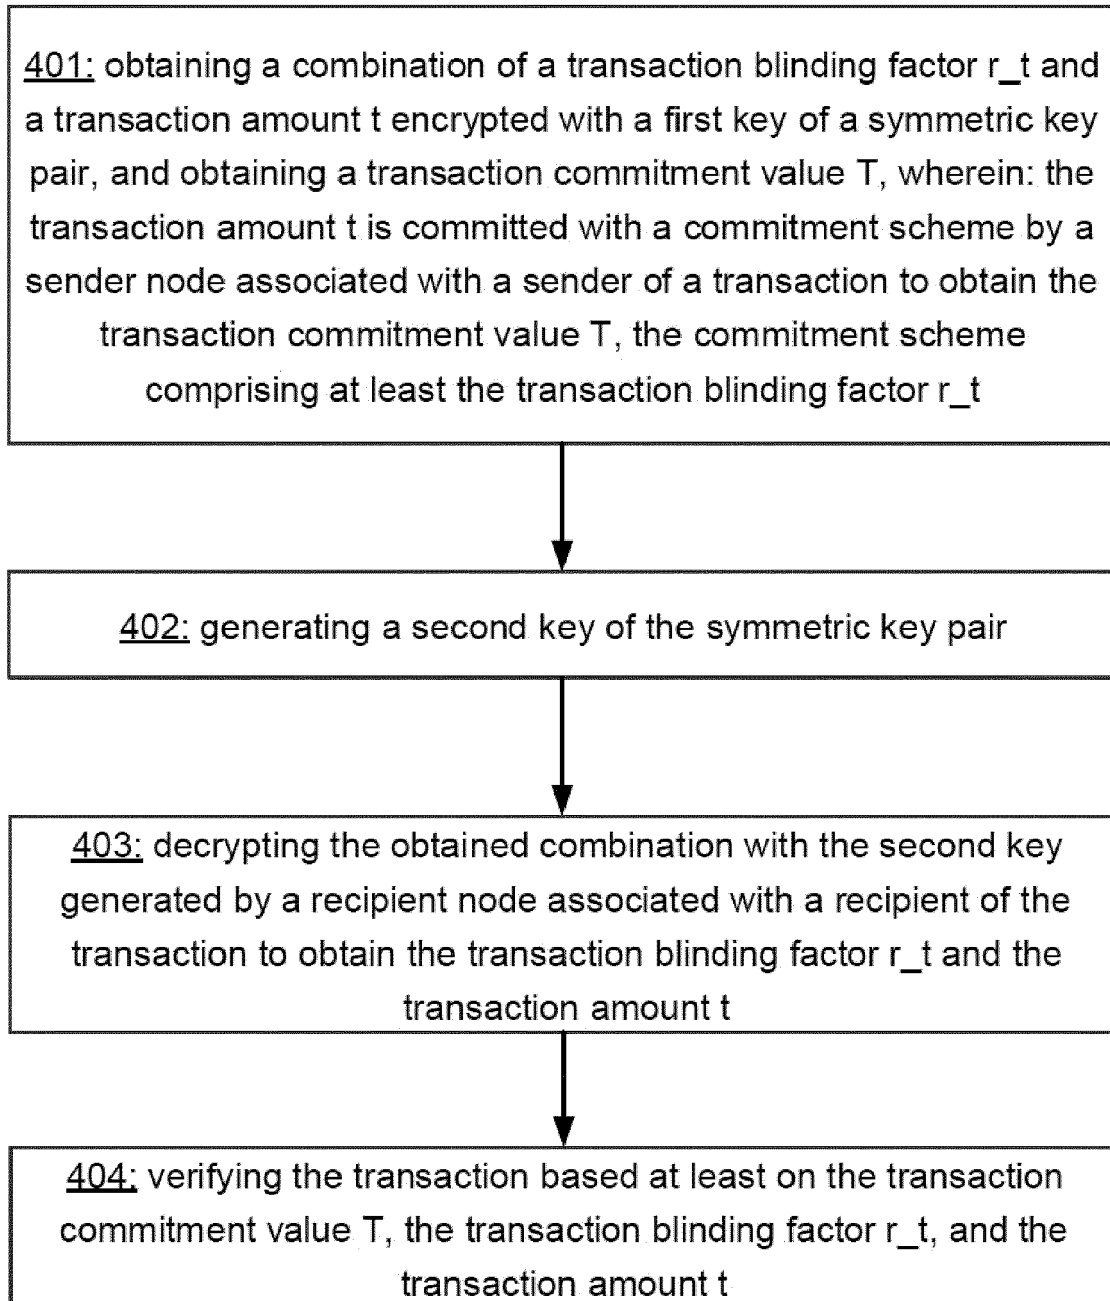 401: obtaining a combination of a transaction blinding factor r_t and
a transaction amount t encrypted with a first key of a symmetric key
pair, and obtaining a transaction commitment value T, wherein: the
transaction amount t is committed with a commitment scheme by a
sender node associated with a sender of a transaction to obtain the
transaction commitment value T, the commitment scheme
comprising at least the transaction blinding factor r_t
402: generating a second key of the symmetric key pair
403: decrypting the obtained combination with the second key
generated by a recipient node associated with a recipient of the
transaction to obtain the transaction blinding factor r_t and the
transaction amount t
404: verifying the transaction based at least on the transaction
commitment value T, the transaction blinding factor r_t, and the
transaction amount t